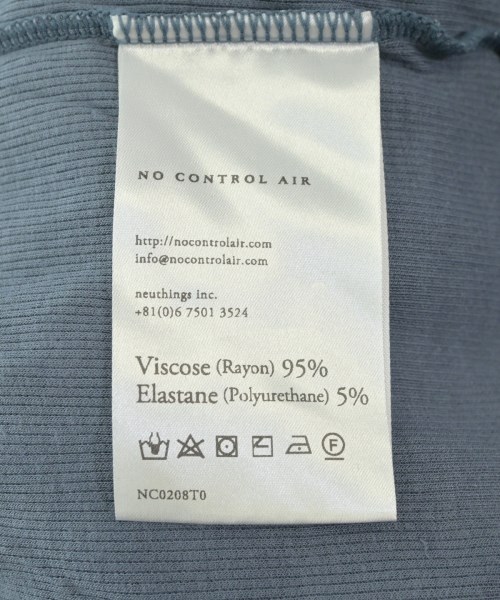 NO CONTROL AIR
http://nocontrolair.com
info@nocontrolair.com
neuthings inc.
+81(0)6 7501 3524
Viscose (Rayon) 95%
Elastane (Polyurethane) 5%
F
NC0208T0